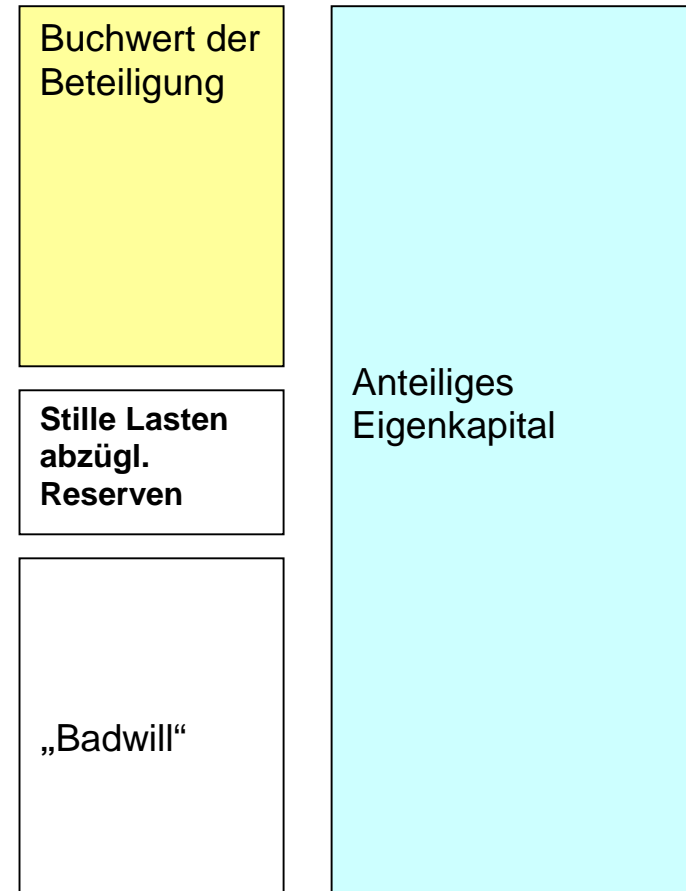 Buchwert der
Beteiligung
Stille Lasten
abzügl.
Reserven
„Badwill“
Anteiliges
Eigenkapital